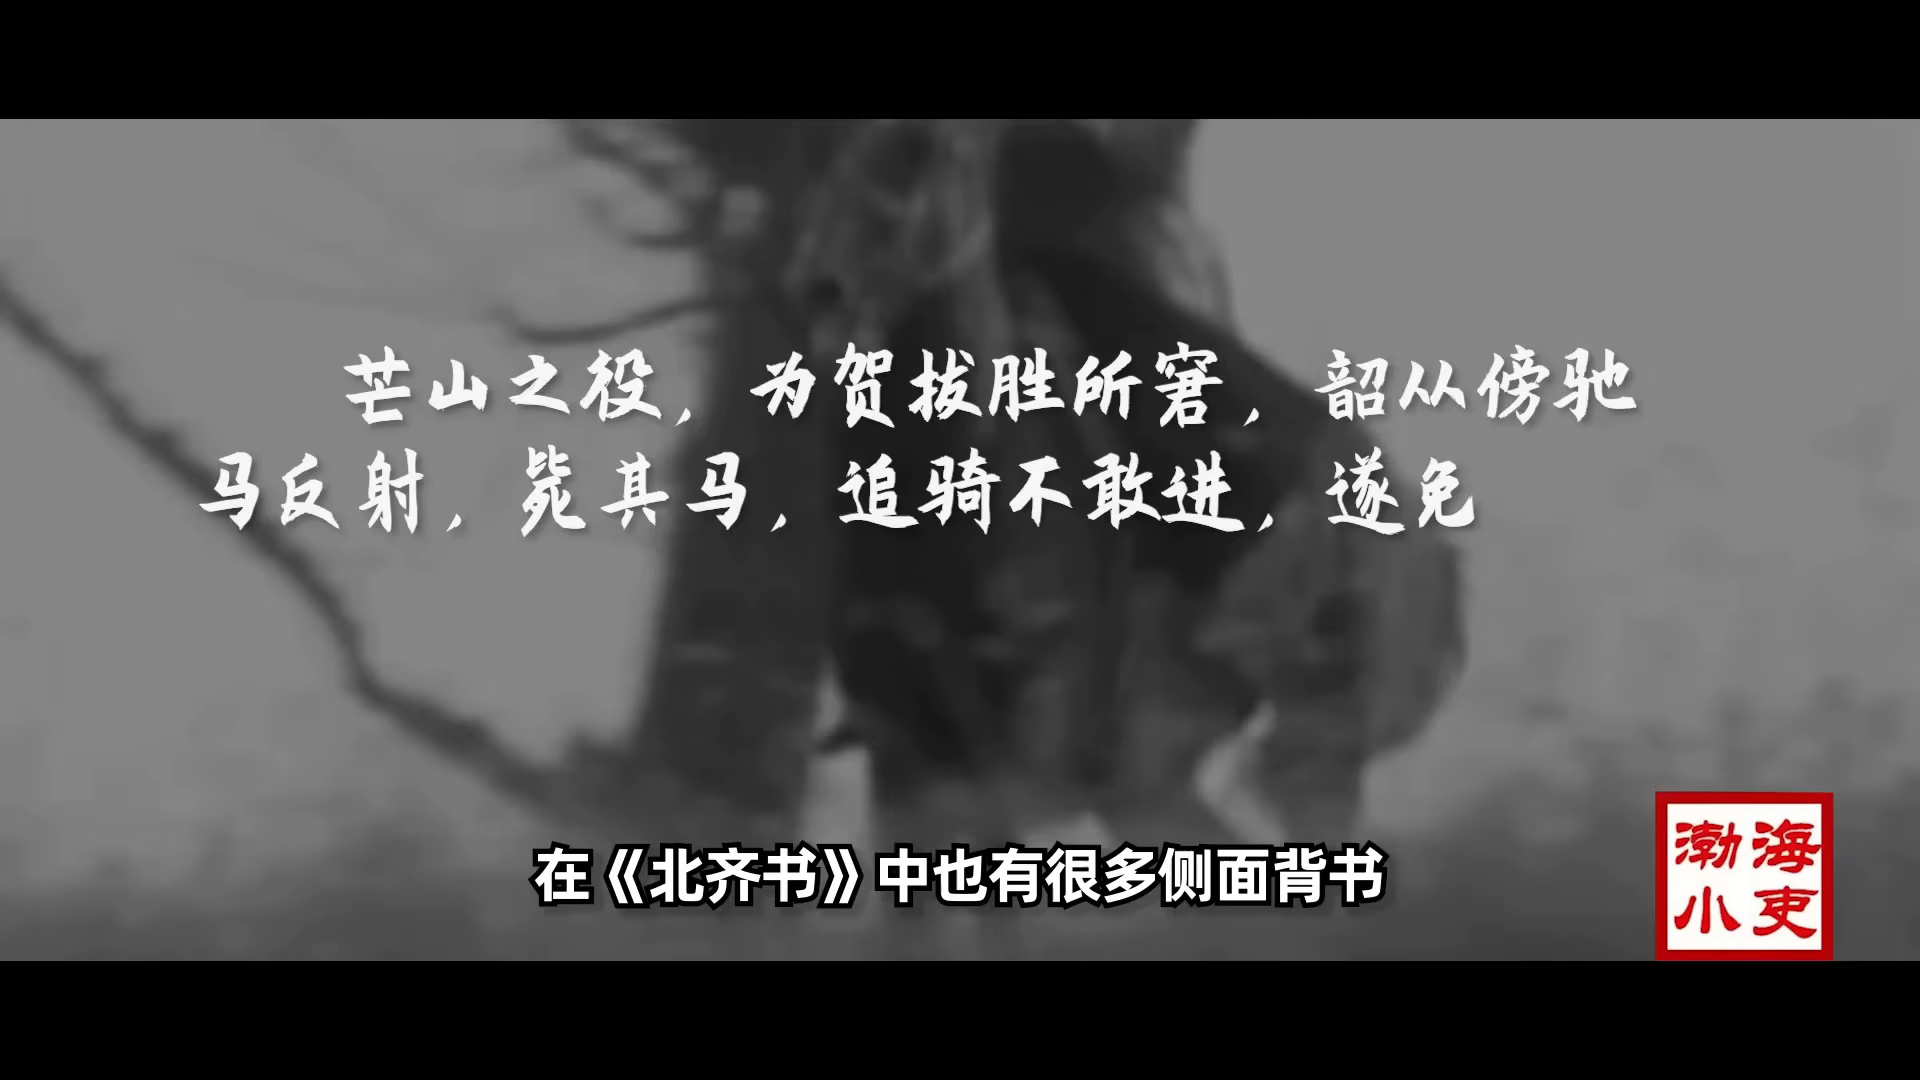 芒山之役，为贺拔胜所窘，韶从傍驰
马反射，毙其马，追骑不敢进，遂免
在《北齐书》中也有很多侧面背书
渤海
小吏